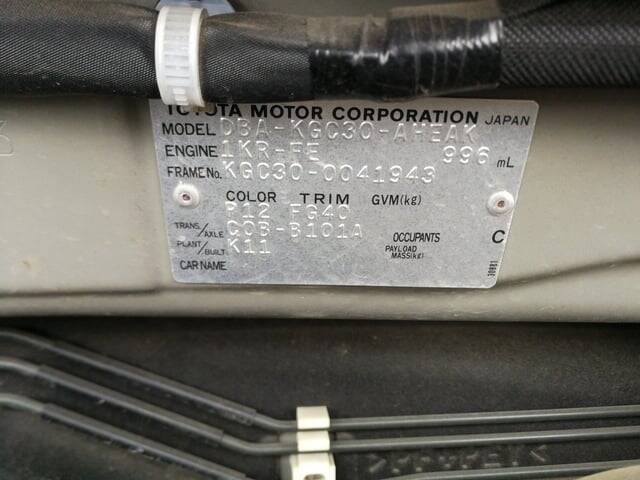 TOYOTA MOTOR CORPORATION JAPAN
MODEL DBA-KGC30-AHEAK
ENGINE 1KR-FE 996 mL
FRAME No. KGC30-0041943
COLOR TRIM GVM(kg)
P12 FG40
TRANS./AXLE C0B-B101A OCCUPANTS C
PLANT/BUILT K11 PAYLOAD MASS(kg)
CAR NAME